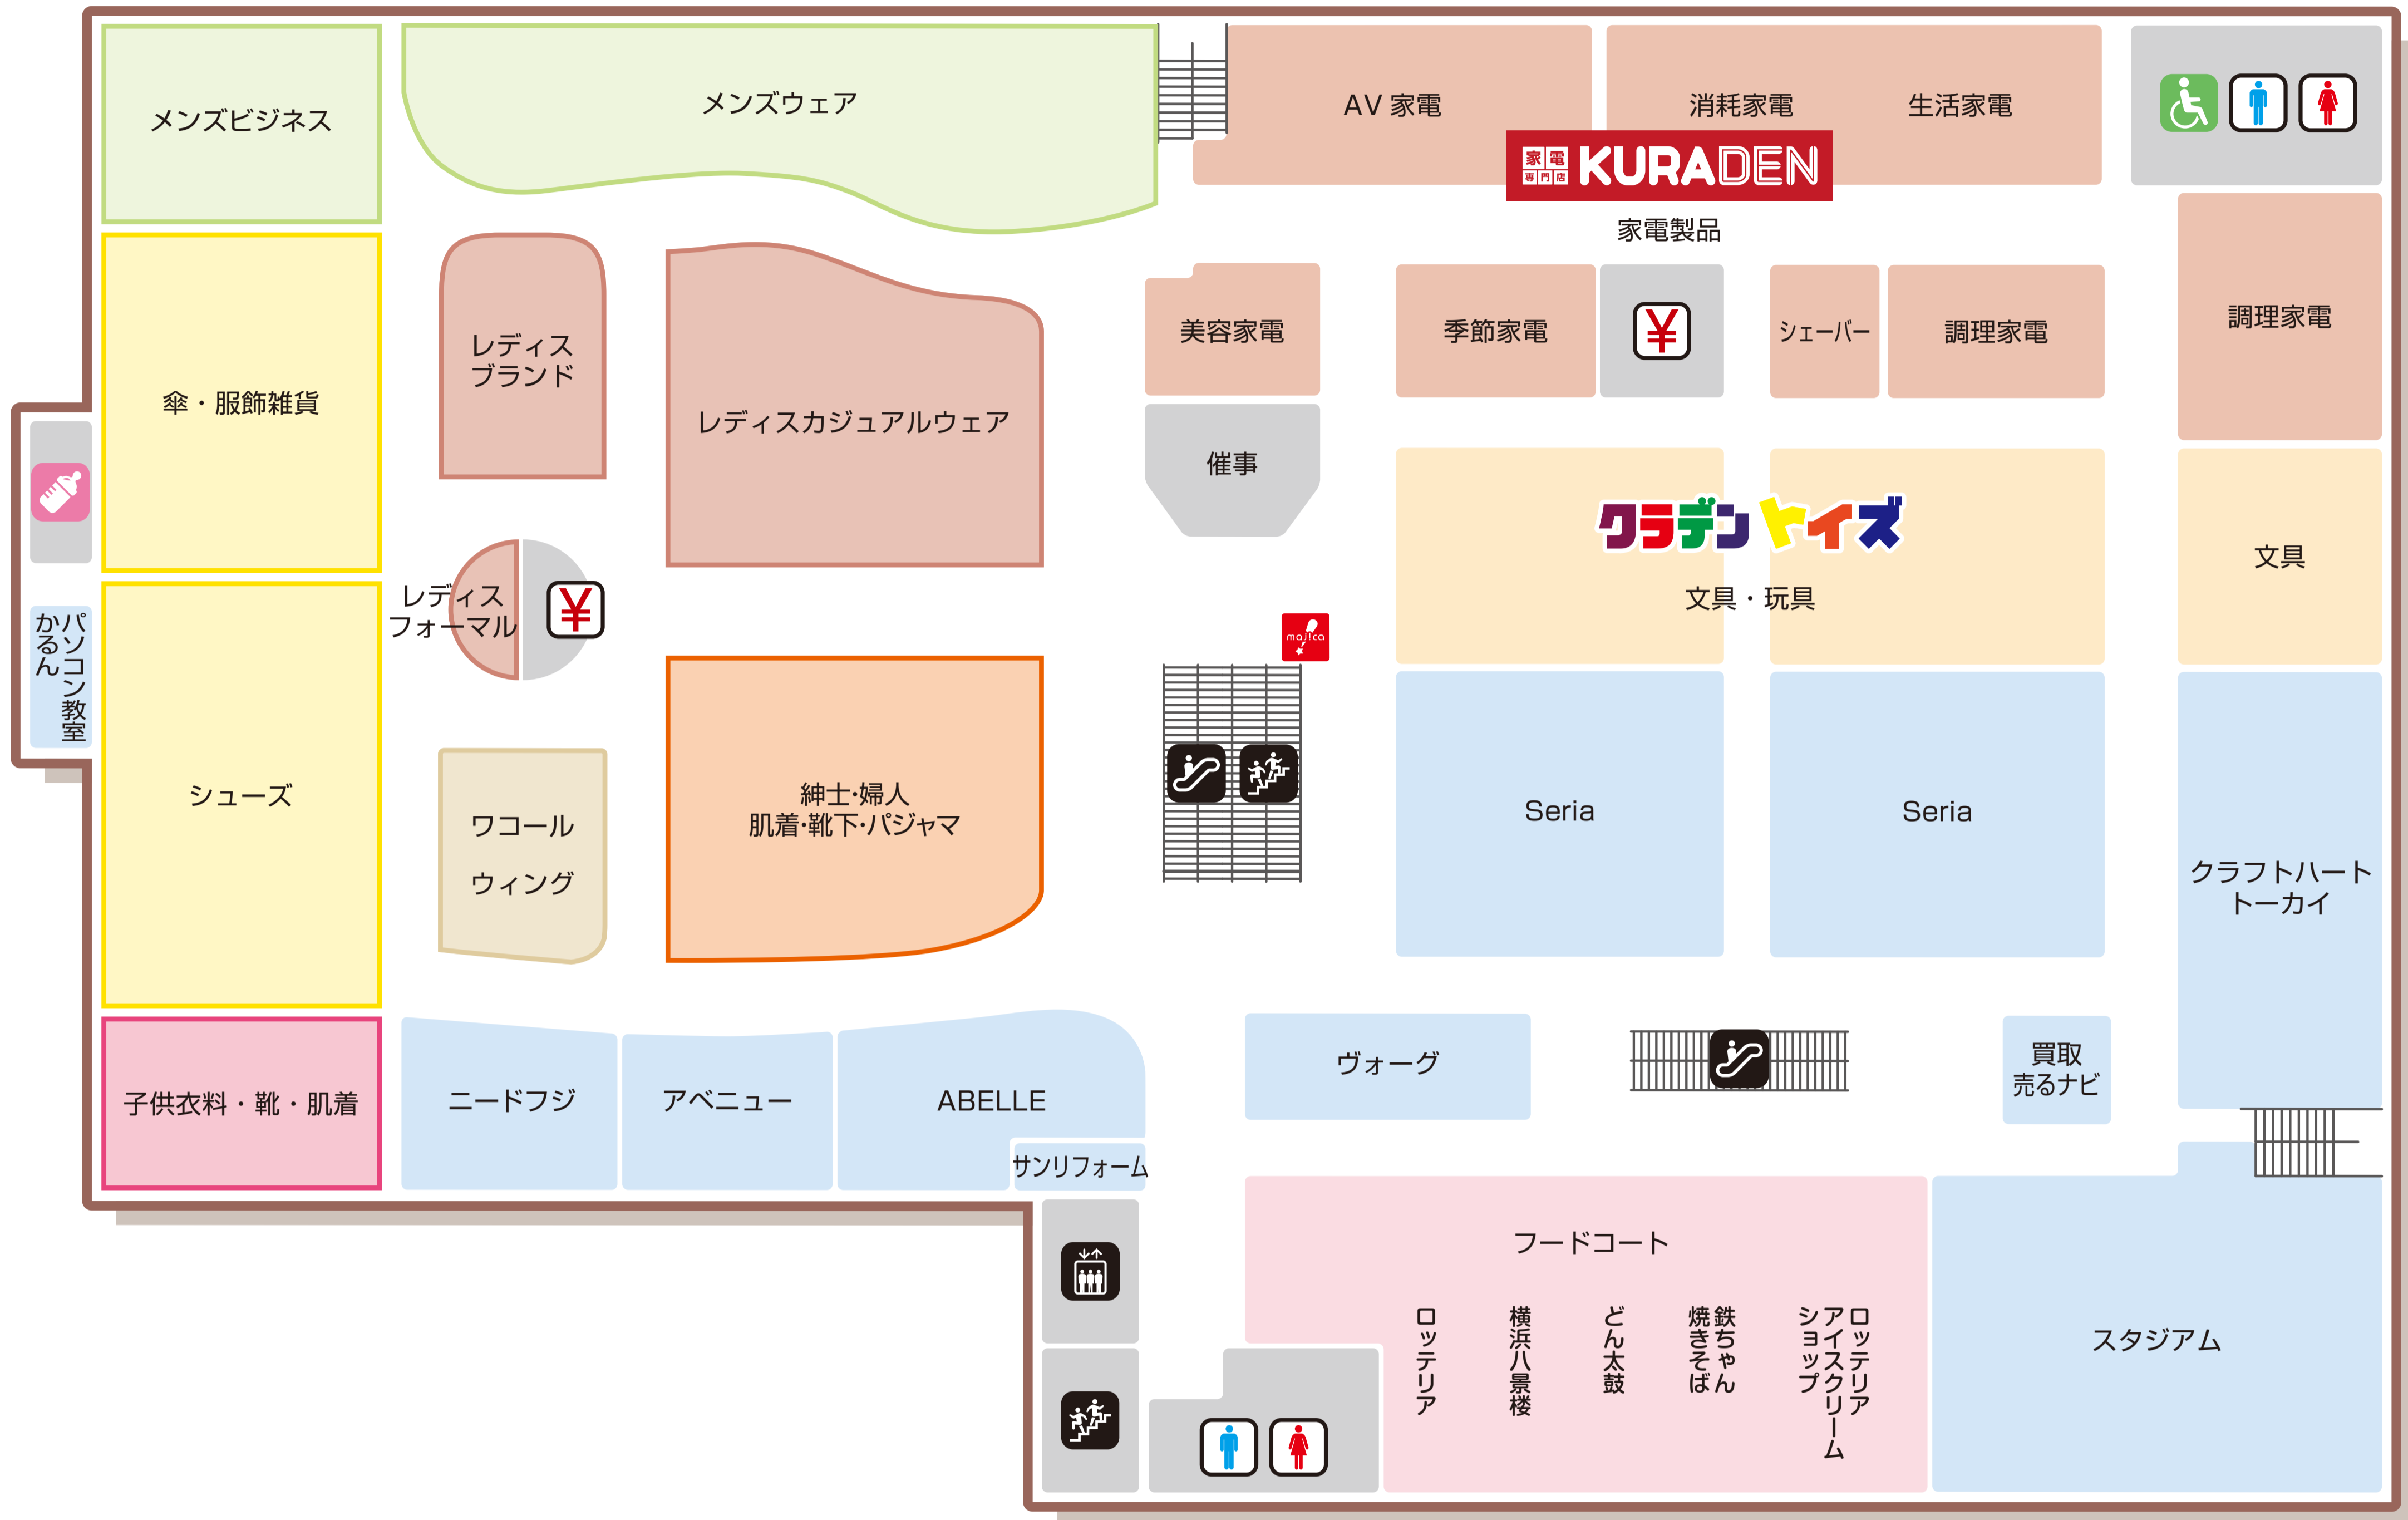 メンズビジネス
メンズウェア
AV 家電
消耗家電
生活家電
家電
専門店
KURADEN
家電製品
傘・服飾雑貨
レディス
ブランド
レディスカジュアルウェア
美容家電
季節家電
¥
シェーバー
調理家電
調理家電
催事
クラデントイズ
文具・玩具
文具
レディス
フォーマル
¥
majica
パソコン教室
かるん
シューズ
ワコール
ウィング
紳士・婦人
肌着・靴下・パジャマ
Seria
Seria
クラフトハート
トーカイ
子供衣料・靴・肌着
ニードフジ
アベニュー
ABELLE
サンリフォーム
ヴォーグ
買取
売るナビ
フードコート
ロッテリア
横浜八景楼
どん太鼓
鉄ちゃん
焼きそば
ロッテリア
アイスクリーム
ショップ
スタジアム